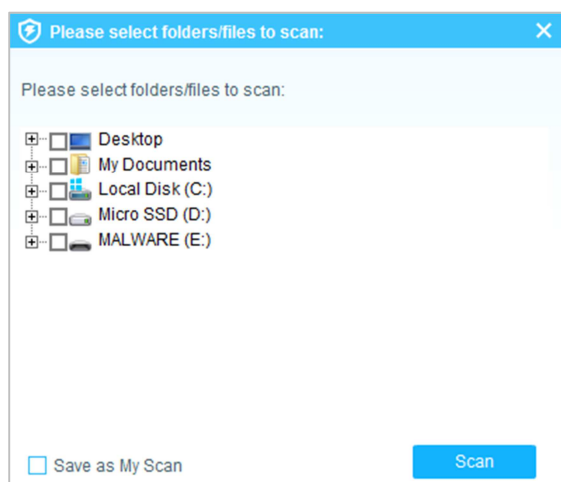 Please select folders/files to scan:
Please select folders/files to scan:
Desktop
My Documents
Local Disk (C:)
Micro SSD (D:)
MALWARE (E:)
Save as My Scan
Scan